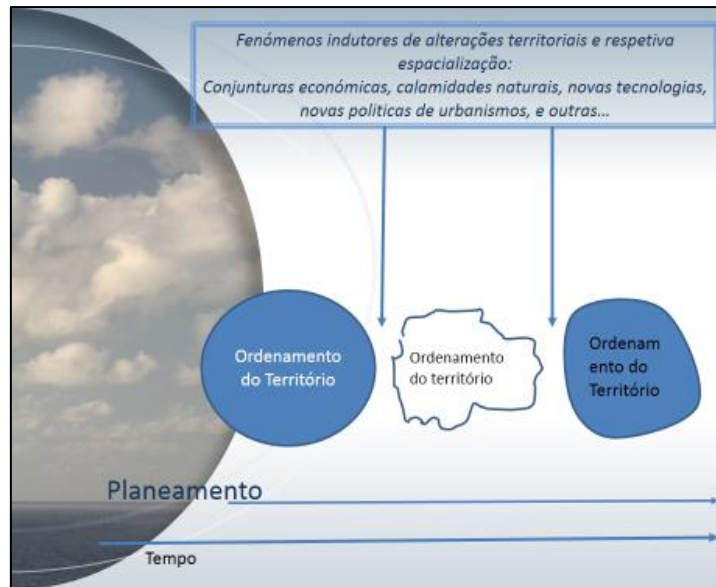 Fenómenos indutores de alterações territoriais e respetiva
espacialização:
Conjunturas económicas, calamidades naturais, novas tecnologias,
novas politicas de urbanismos, e outras...
Ordenamento
do Território
Ordenamento
do território
Ordenam
ento do
Território
Planeamento
Tempo